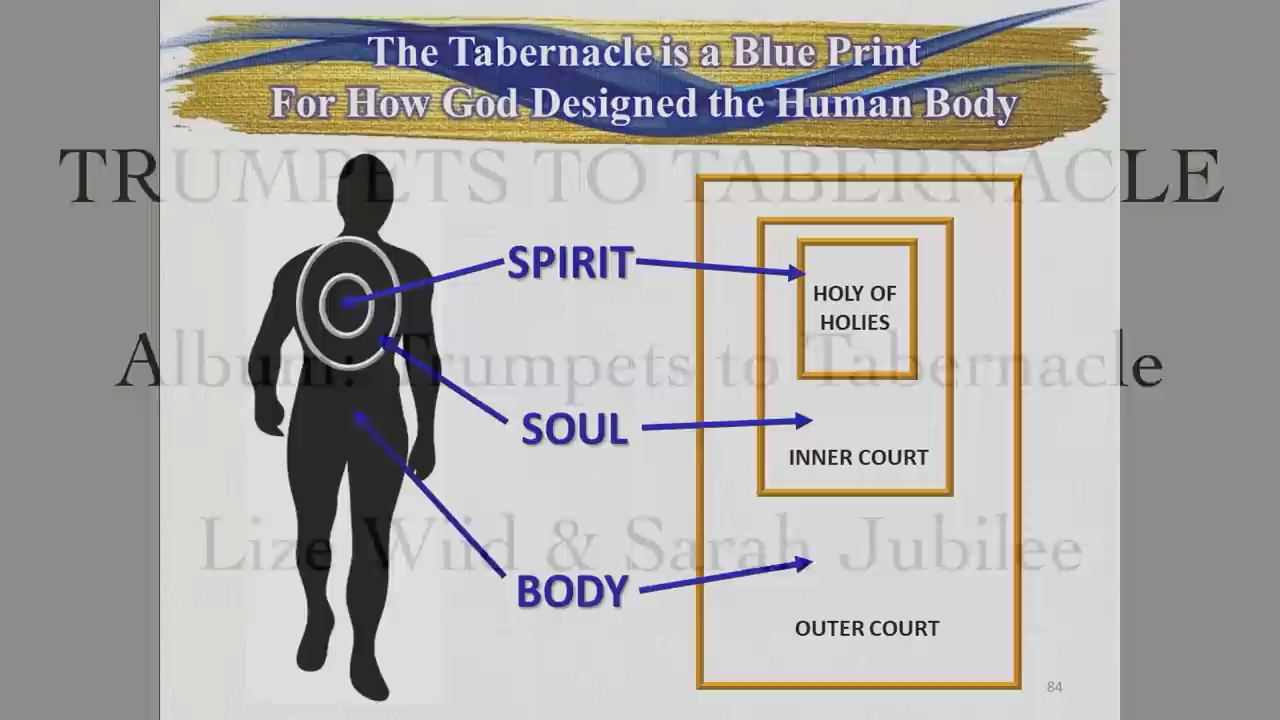 The Tabernacle is a Blue Print
For How God Designed the Human Body
TRUMPETS TO TABERNACLE
SPIRIT
HOLY OF
HOLIES
Album: Trumpets to Tabernacle
SOUL
INNER COURT
Lize Wiid & Sarah Jubilee
BODY
OUTER COURT
84